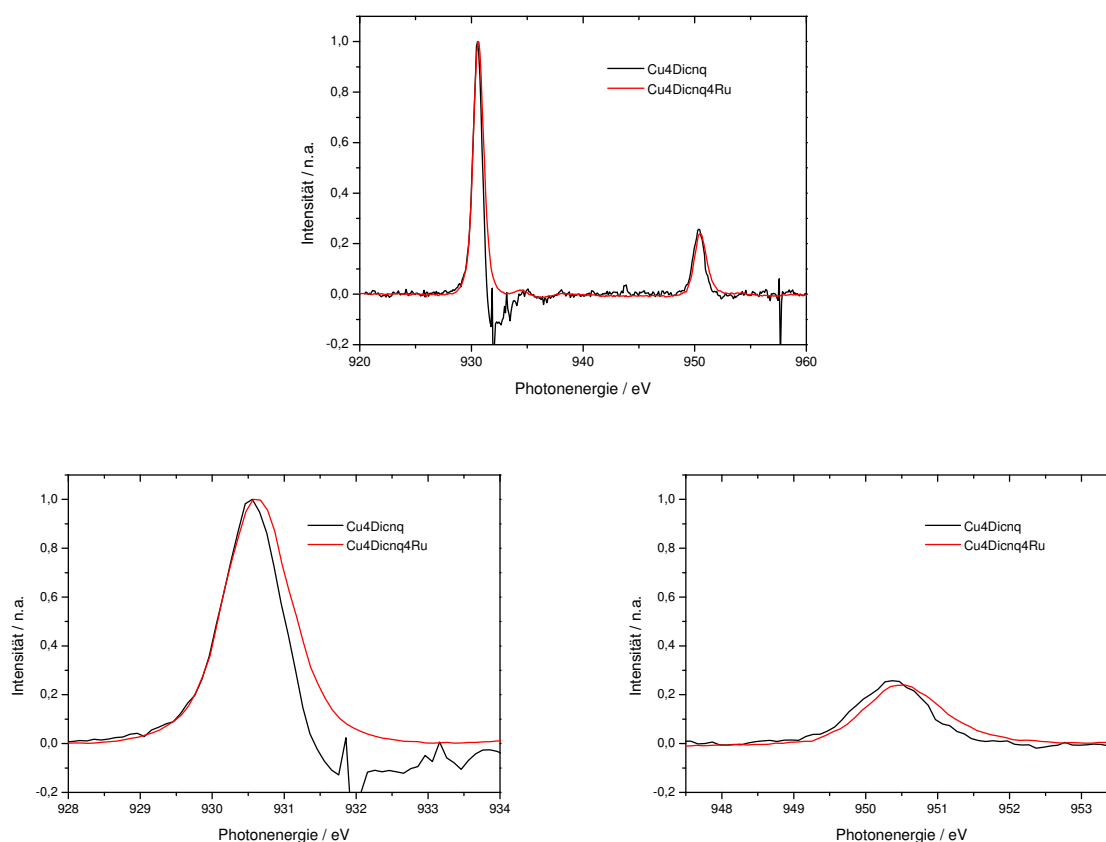 1,0
0,8
0,6
0,4
0,2
0,0
-0,2
Intensität / n.a.
Cu4Dicnq
Cu4Dicnq4Ru
920 930 940 950 960
Photonenergie / eV
1,0
0,8
0,6
0,4
0,2
0,0
-0,2
Intensität / n.a.
Cu4Dicnq
Cu4Dicnq4Ru
928 929 930 931 932 933 934
Photonenergie / eV
1,0
0,8
0,6
0,4
0,2
0,0
-0,2
Intensität / n.a.
Cu4Dicnq
Cu4Dicnq4Ru
948 949 950 951 952 953
Photonenergie / eV